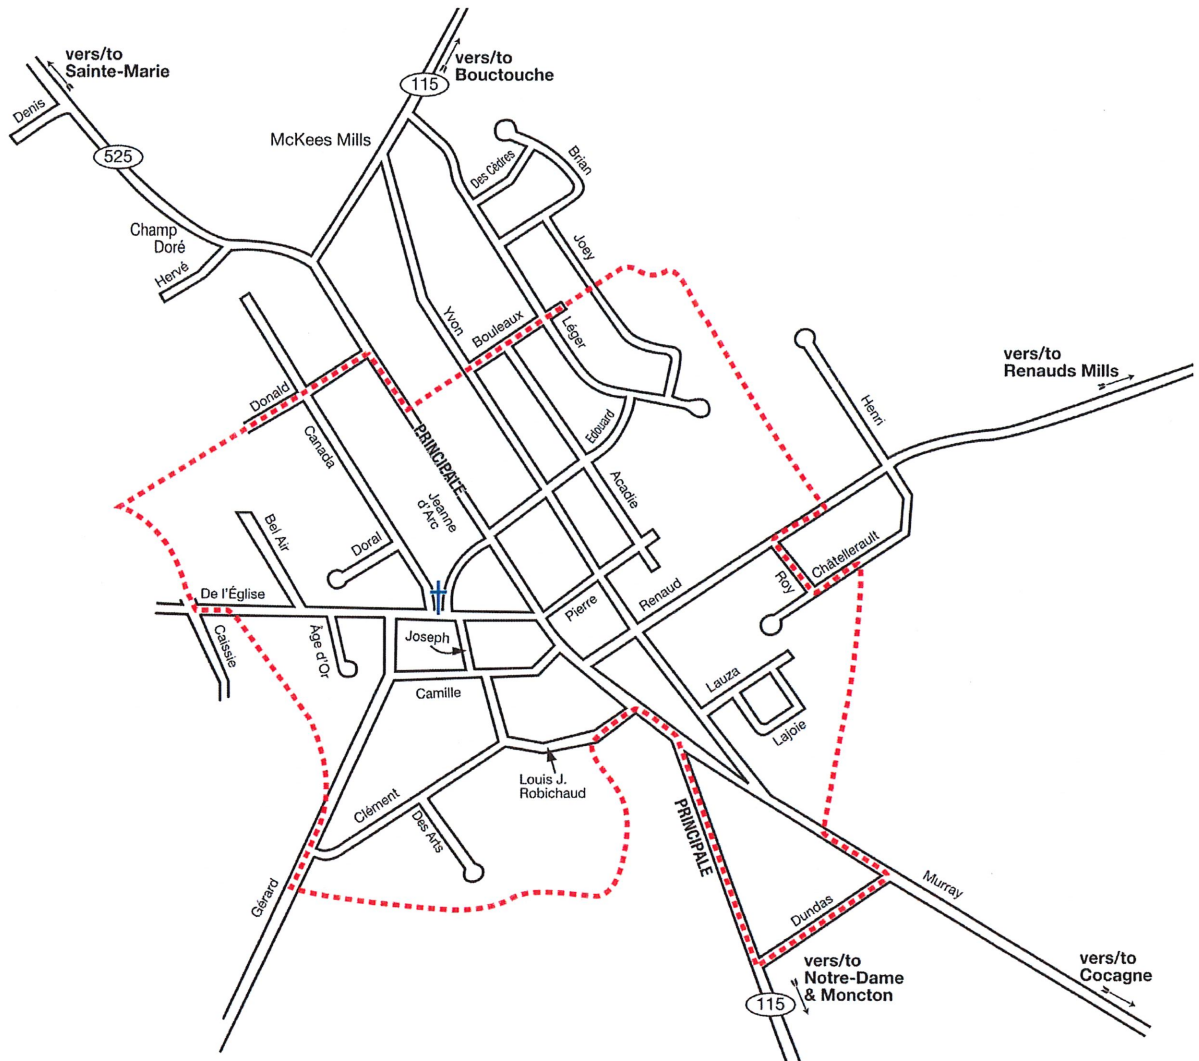 vers/to
Sainte-Marie
vers/to
Bouctouche
115
Denis
McKees Mills
525
Des Cèdres
Brian
Champ
Doré
Joey
Hervé
Yvon
Bouleaux
Léger
vers/to
Renauds Mills
Donald
Henri
Canada
PRINCIPALE
Edouard
Jeanne
d'Arc
Acadie
Bel Air
Doral
Châtellerault
Roy
De l'Église
Pierre
Renaud
Caissie
Âge d'Or
Joseph
Camille
Lauza
Lajoie
Louis J.
Robichaud
Clément
Des Arts
PRINCIPALE
Gérard
Murray
Dundas
vers/to
Notre-Dame
& Moncton
115
vers/to
Cocagne